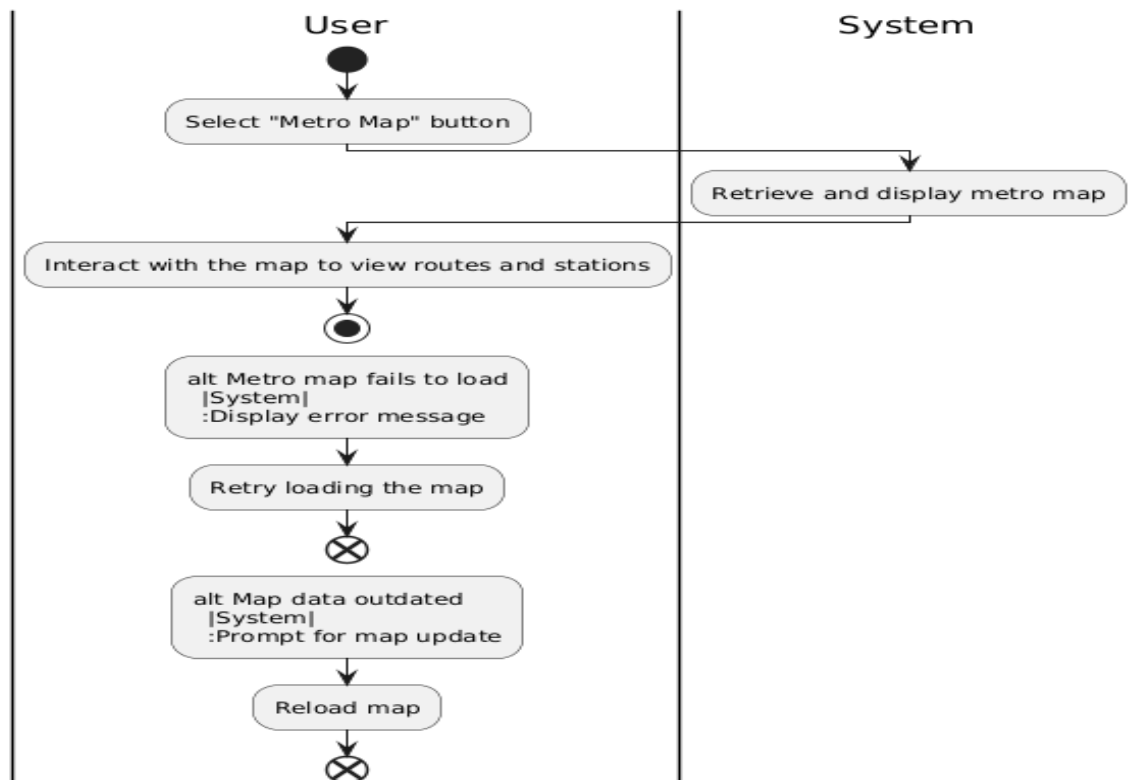 User
System
Select "Metro Map" button
Retrieve and display metro map
Interact with the map to view routes and stations
alt Metro map fails to load
|System|
:Display error message
Retry loading the map
alt Map data outdated
|System|
:Prompt for map update
Reload map